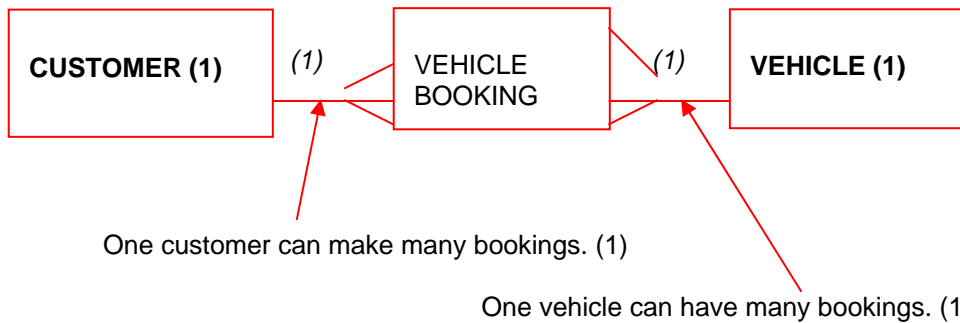 CUSTOMER (1)
(1)
VEHICLE
BOOKING
(1)
VEHICLE (1)
One customer can make many bookings. (1)
One vehicle can have many bookings. (1